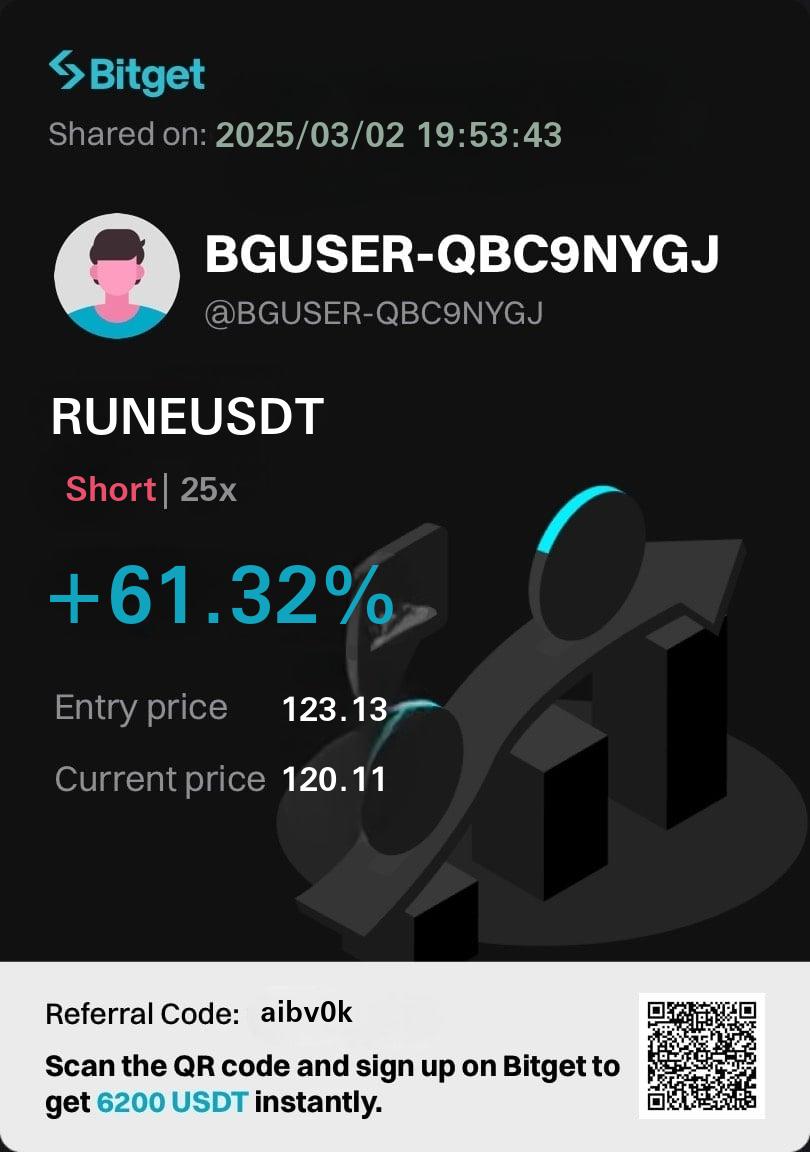 Bitget
Shared on: 2025/03/02 19:53:43
BGUSER-QBC9NYGJ
@BGUSER-QBC9NYGJ
RUNEUSDT
Short | 25x
+61.32%
Entry price 123.13
Current price 120.11
Referral Code: aibv0k
Scan the QR code and sign up on Bitget to
get 6200 USDT instantly.